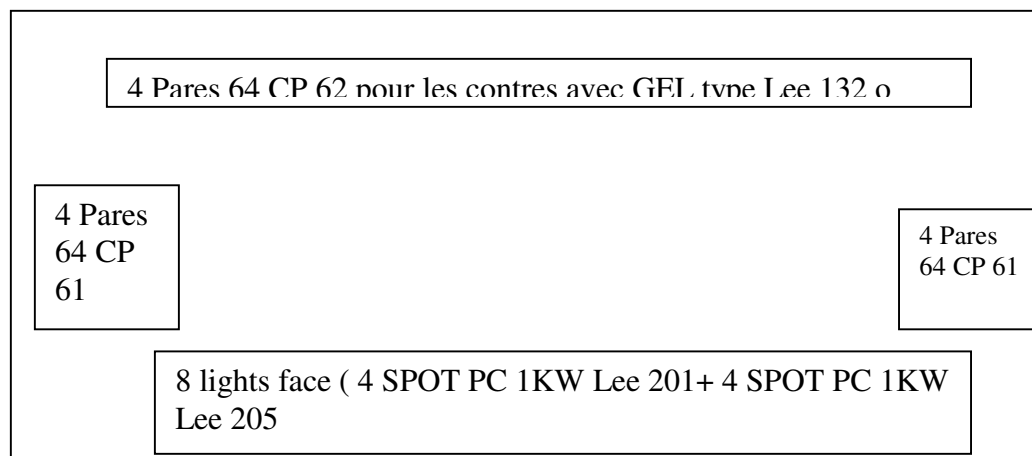 4 Pares 64 CP 62 pour les contres avec GEL type Lee 132 o
4 Pares
64 CP
61
4 Pares
64 CP 61
8 lights face ( 4 SPOT PC 1KW Lee 201+ 4 SPOT PC 1KW
Lee 205